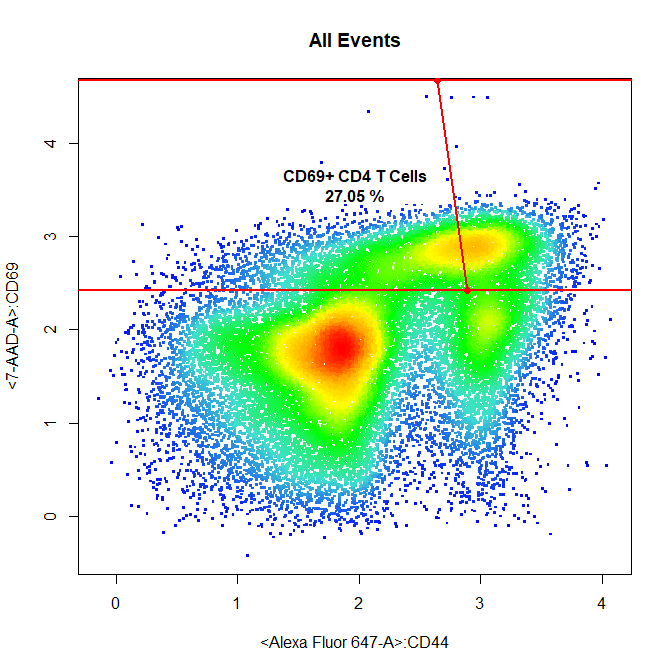 All Events
CD69+ CD4 T Cells
27.05 %
<7-AAD-A>:CD69
4
3
2
1
0
0 1 2 3 4
<Alexa Fluor 647-A>:CD44